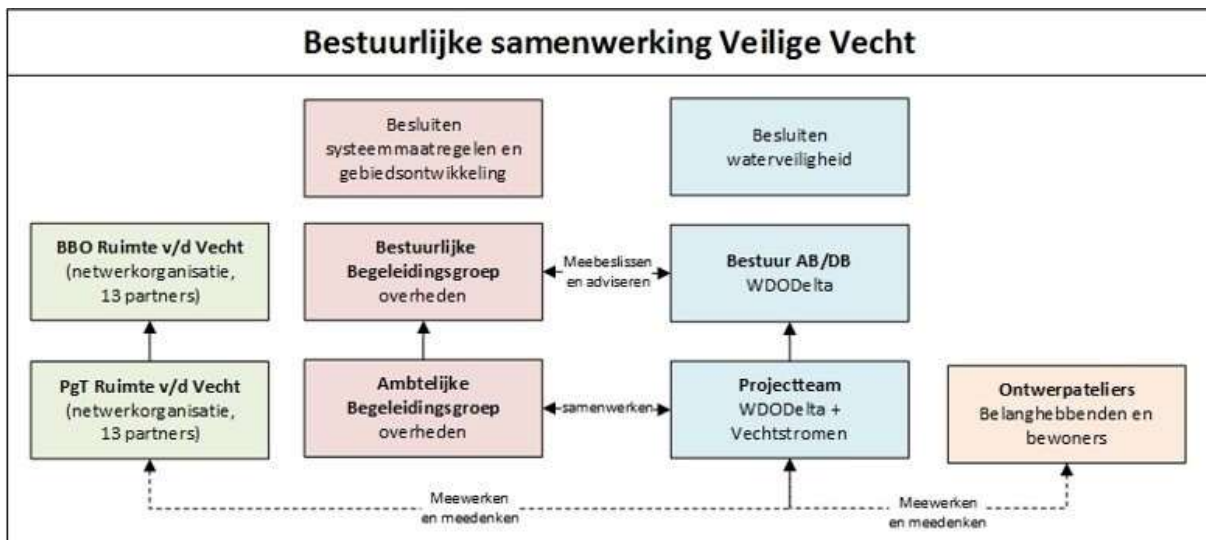 Bestuurlijke samenwerking Veilige Vecht
Besluiten
systeemmaatregelen en
gebiedsontwikkeling
Besluiten
waterveiligheid
BBO Ruimte v/d Vecht
(netwerkorganisatie,
13 partners)
Bestuurlijke
Begeleidingsgroep
overheden
Meebeslissen
en adviseren
Bestuur AB/DB
WDODelta
PgT Ruimte v/d Vecht
(netwerkorganisatie,
13 partners)
Ambtelijke
Begeleidingsgroep
overheden
samenwerken
Projectteam
WDODelta +
Vechtstromen
Ontwerpateliers
Belanghebbenden en
bewoners
Meewerken
en meedenken
Meewerken
en meedenken